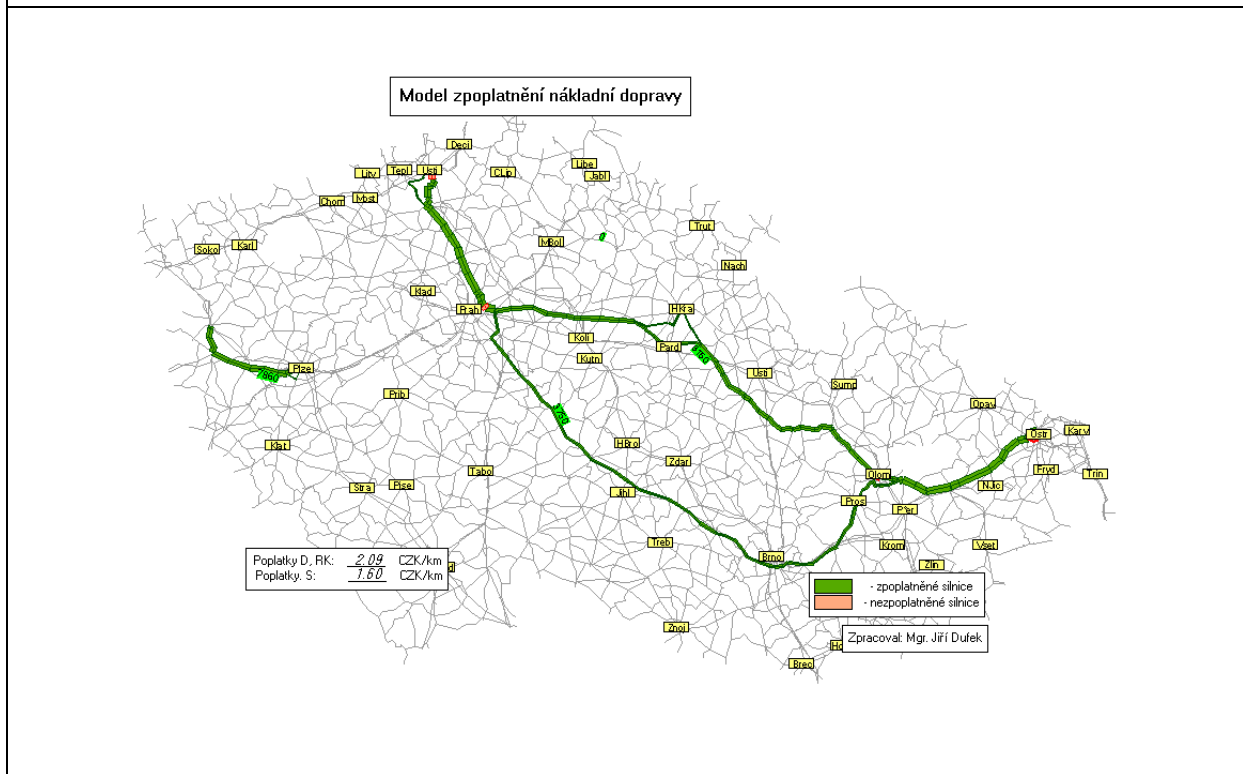 Model zpoplatnění nákladní dopravy
Deci
Tepl
Usti
Litv
CLip
Libe
Jabl
Chom
Most
Trut
Soko
Karl
MBol
0
Nach
Klad
Prah
HKra
Koli
Pard
Kutn
Plze
Usti
Sump
Prib
Opav
Klat
HBro
Ostr
Karv
Tabo
Zdar
Fryd
Trin
Stra
Pise
Jihl
Olom
NJic
Pros
Treb
Brno
Krom
Vset
Zlin
Poplatky D, RK: 2.09 CZK/km
Poplatky. S: 1.60 CZK/km
- zpoplatněné silnice
- nezpoplatněné silnice
Znoj
Zpracoval: Mgr. Jiří Dufek
Brec